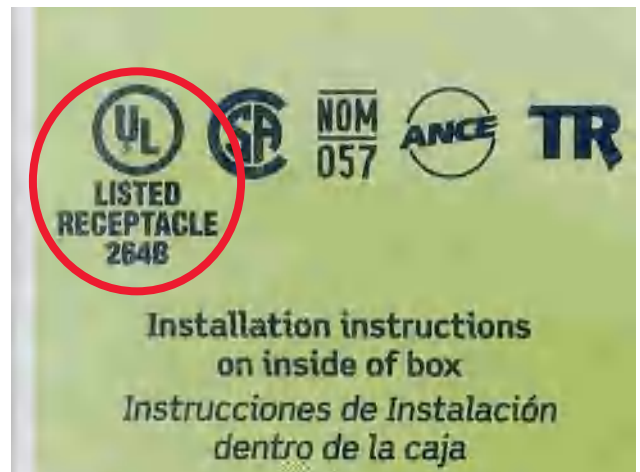 UL
LISTED
RECEPTACLE
264B
SA
NOM
057
ANCE
TR
Installation instructions
on inside of box
Instrucciones de Instalación
dentro de la caja